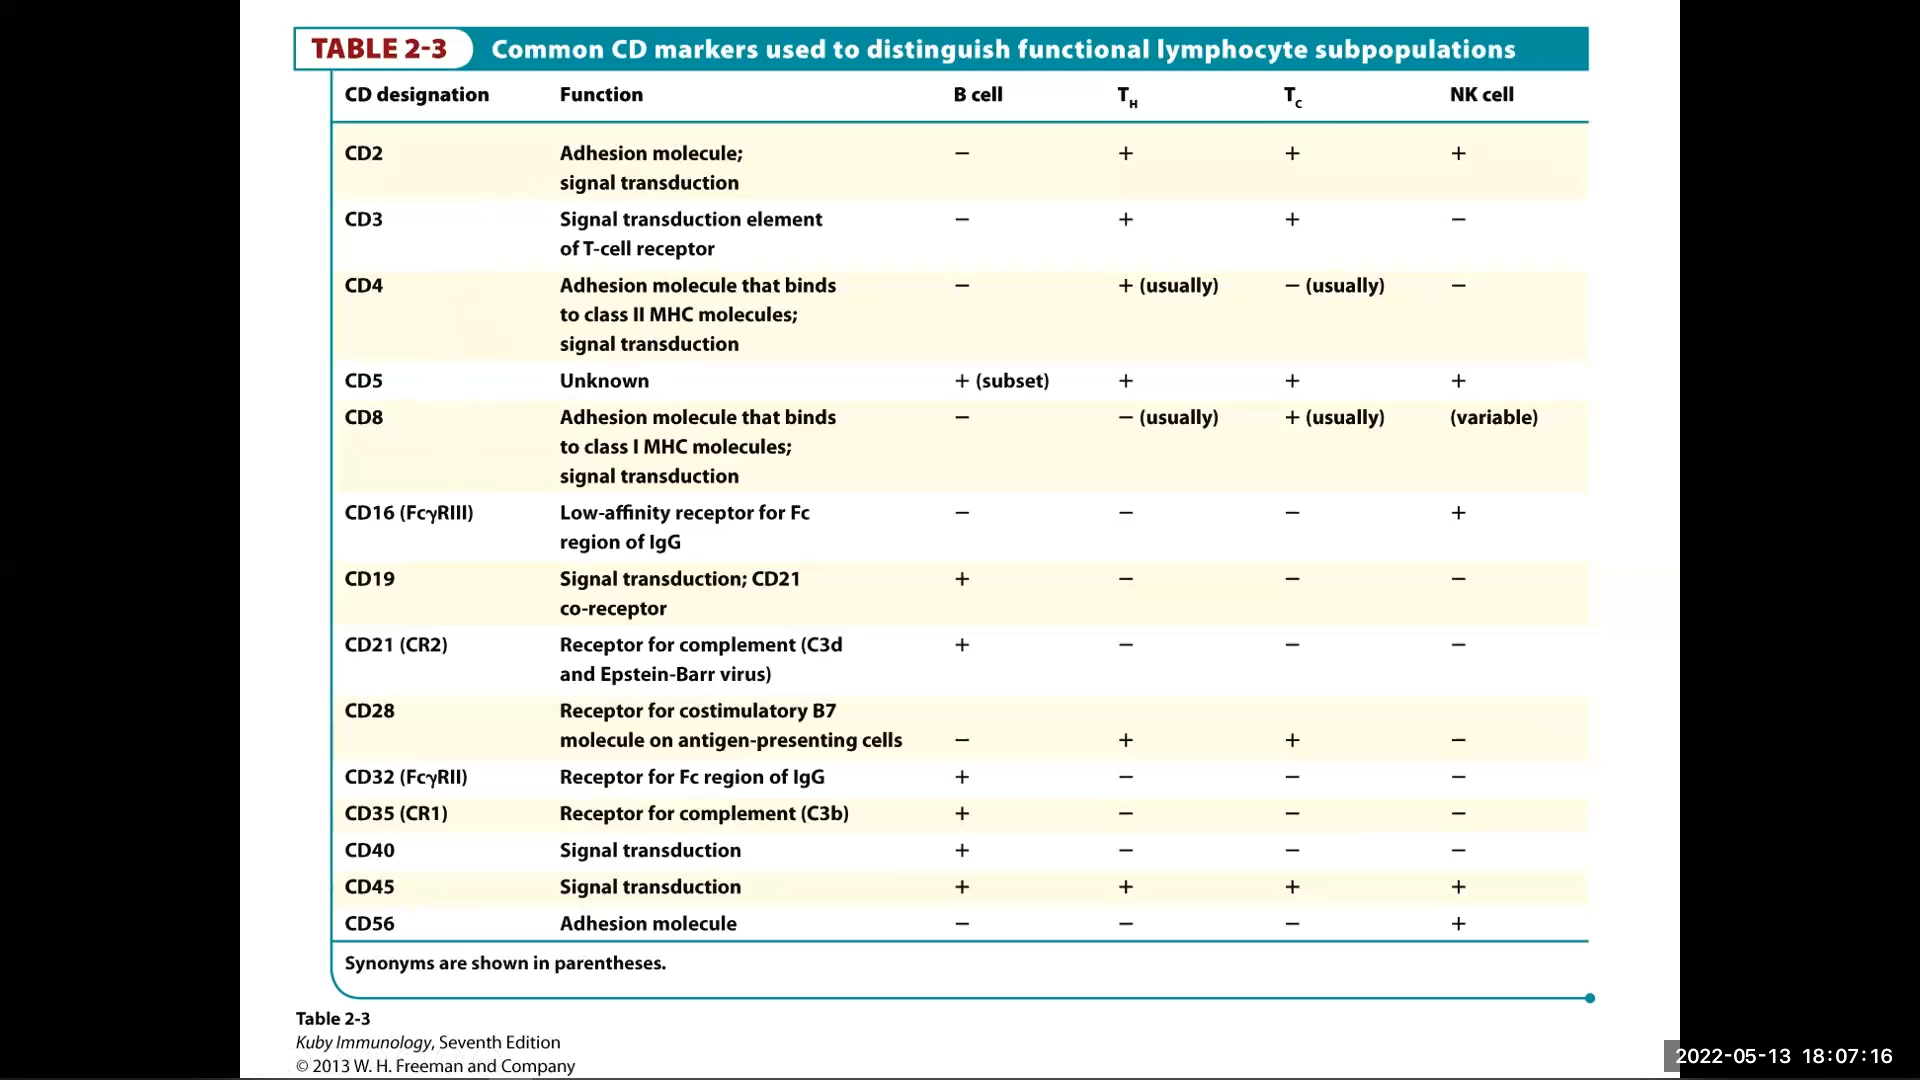 TABLE 2-3 Common CD markers used to distinguish functional lymphocyte subpopulations
CD designation Function B cell TH TC NK cell
CD2 Adhesion molecule; − + + +
signal transduction
CD3 Signal transduction element − + + −
of T-cell receptor
CD4 Adhesion molecule that binds − + (usually) − (usually) −
to class II MHC molecules;
signal transduction
CD5 Unknown + (subset) + + +
CD8 Adhesion molecule that binds − − (usually) + (usually) (variable)
to class I MHC molecules;
signal transduction
CD16 (FcγRIII) Low-affinity receptor for Fc − − − +
region of IgG
CD19 Signal transduction; CD21 + − − −
co-receptor
CD21 (CR2) Receptor for complement (C3d + − − −
and Epstein-Barr virus)
CD28 Receptor for costimulatory B7
molecule on antigen-presenting cells − + + −
CD32 (FcγRII) Receptor for Fc region of IgG + − − −
CD35 (CR1) Receptor for complement (C3b) + − − −
CD40 Signal transduction + − − −
CD45 Signal transduction + + + +
CD56 Adhesion molecule − − − +
Synonyms are shown in parentheses.
Table 2-3
Kuby Immunology, Seventh Edition
© 2013 W. H. Freeman and Company
2022-05-13 18:07:16